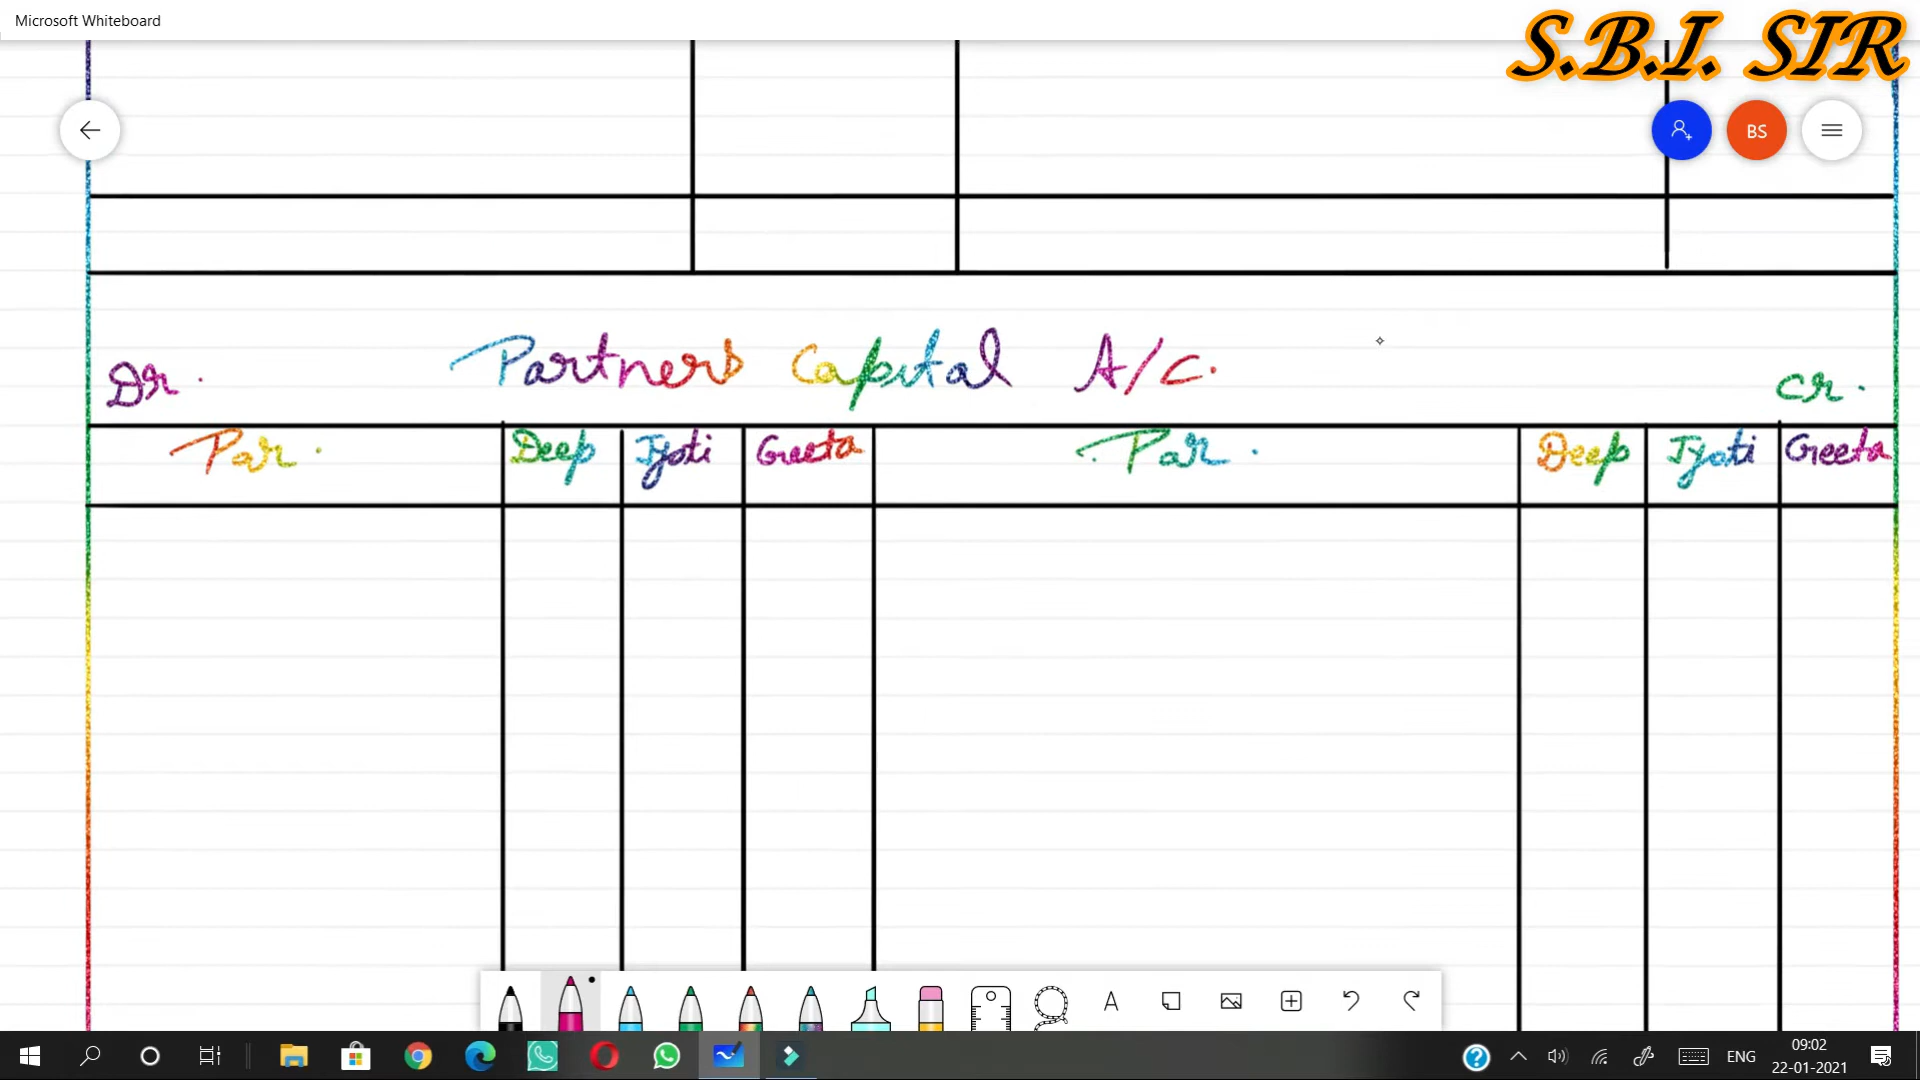 Microsoft Whiteboard
S.B.I. SIR
BS
Dr. Partners Capital A/C. Cr.
Par. Deep Jyoti Geeta Par. Deep Jyoti Geeta
A
ENG
09:02
22-01-2021